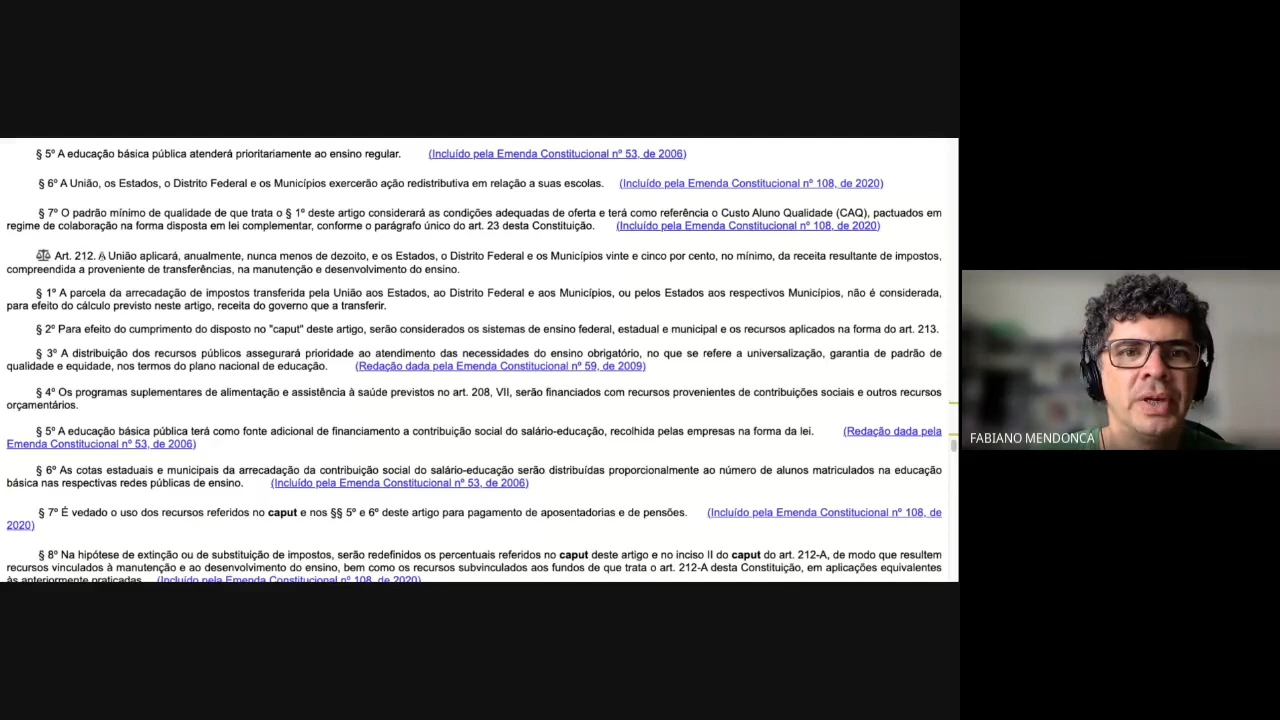 § 5º A educação básica pública atenderá prioritariamente ao ensino regular. (Incluído pela Emenda Constitucional nº 53, de 2006)
§ 6º A União, os Estados, o Distrito Federal e os Municípios exercerão ação redistributiva em relação a suas escolas. (Incluído pela Emenda Constitucional nº 108, de 2020)
§ 7º O padrão mínimo de qualidade de que trata o § 1º deste artigo considerará as condições adequadas de oferta e terá como referência o Custo Aluno Qualidade (CAQ), pactuados em
regime de colaboração na forma disposta em lei complementar, conforme o parágrafo único do art. 23 desta Constituição. (Incluído pela Emenda Constitucional nº 108, de 2020)
Art. 212. A União aplicará, anualmente, nunca menos de dezoito, e os Estados, o Distrito Federal e os Municípios vinte e cinco por cento, no mínimo, da receita resultante de impostos,
compreendida a proveniente de transferências, na manutenção e desenvolvimento do ensino.
§ 1º A parcela da arrecadação de impostos transferida pela União aos Estados, ao Distrito Federal e aos Municípios, ou pelos Estados aos respectivos Municípios, não é considerada,
para efeito do cálculo previsto neste artigo, receita do governo que a transferir.
§ 2º Para efeito do cumprimento do disposto no "caput" deste artigo, serão considerados os sistemas de ensino federal, estadual e municipal e os recursos aplicados na forma do art. 213.
§ 3º A distribuição dos recursos públicos assegurará prioridade ao atendimento das necessidades do ensino obrigatório, no que se refere a universalização, garantia de padrão de
qualidade e equidade, nos termos do plano nacional de educação. (Redação dada pela Emenda Constitucional nº 59, de 2009)
§ 4º Os programas suplementares de alimentação e assistência à saúde previstos no art. 208, VII, serão financiados com recursos provenientes de contribuições sociais e outros recursos
orçamentários.
§ 5º A educação básica pública terá como fonte adicional de financiamento a contribuição social do salário-educação, recolhida pelas empresas na forma da lei. (Redação dada pela
Emenda Constitucional nº 53, de 2006)
§ 6º As cotas estaduais e municipais da arrecadação da contribuição social do salário-educação serão distribuídas proporcionalmente ao número de alunos matriculados na educação
básica nas respectivas redes públicas de ensino. (Incluído pela Emenda Constitucional nº 53, de 2006)
§ 7º É vedado o uso dos recursos referidos no caput e nos §§ 5º e 6º deste artigo para pagamento de aposentadorias e de pensões. (Incluído pela Emenda Constitucional nº 108, de
2020)
§ 8º Na hipótese de extinção ou de substituição de impostos, serão redefinidos os percentuais referidos no caput deste artigo e no inciso II do caput do art. 212-A, de modo que resultem
recursos vinculados à manutenção e ao desenvolvimento do ensino, bem como os recursos subvinculados aos fundos de que trata o art. 212-A desta Constituição, em aplicações equivalentes
às anteriormente praticadas. (Incluído pela Emenda Constitucional nº 108, de 2020)
FABIANO MENDONCA